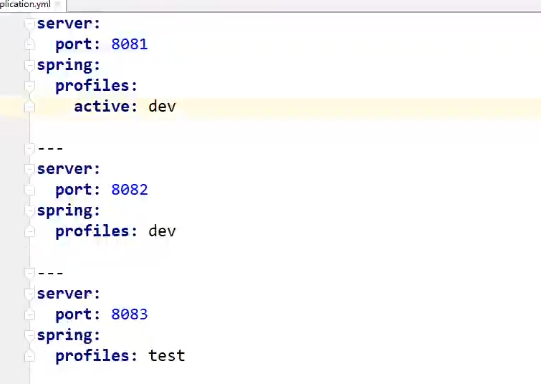 plication.yml
server:
  port: 8081
spring:
  profiles:
    active: dev

---
server:
  port: 8082
spring:
  profiles: dev

---
server:
  port: 8083
spring:
  profiles: test